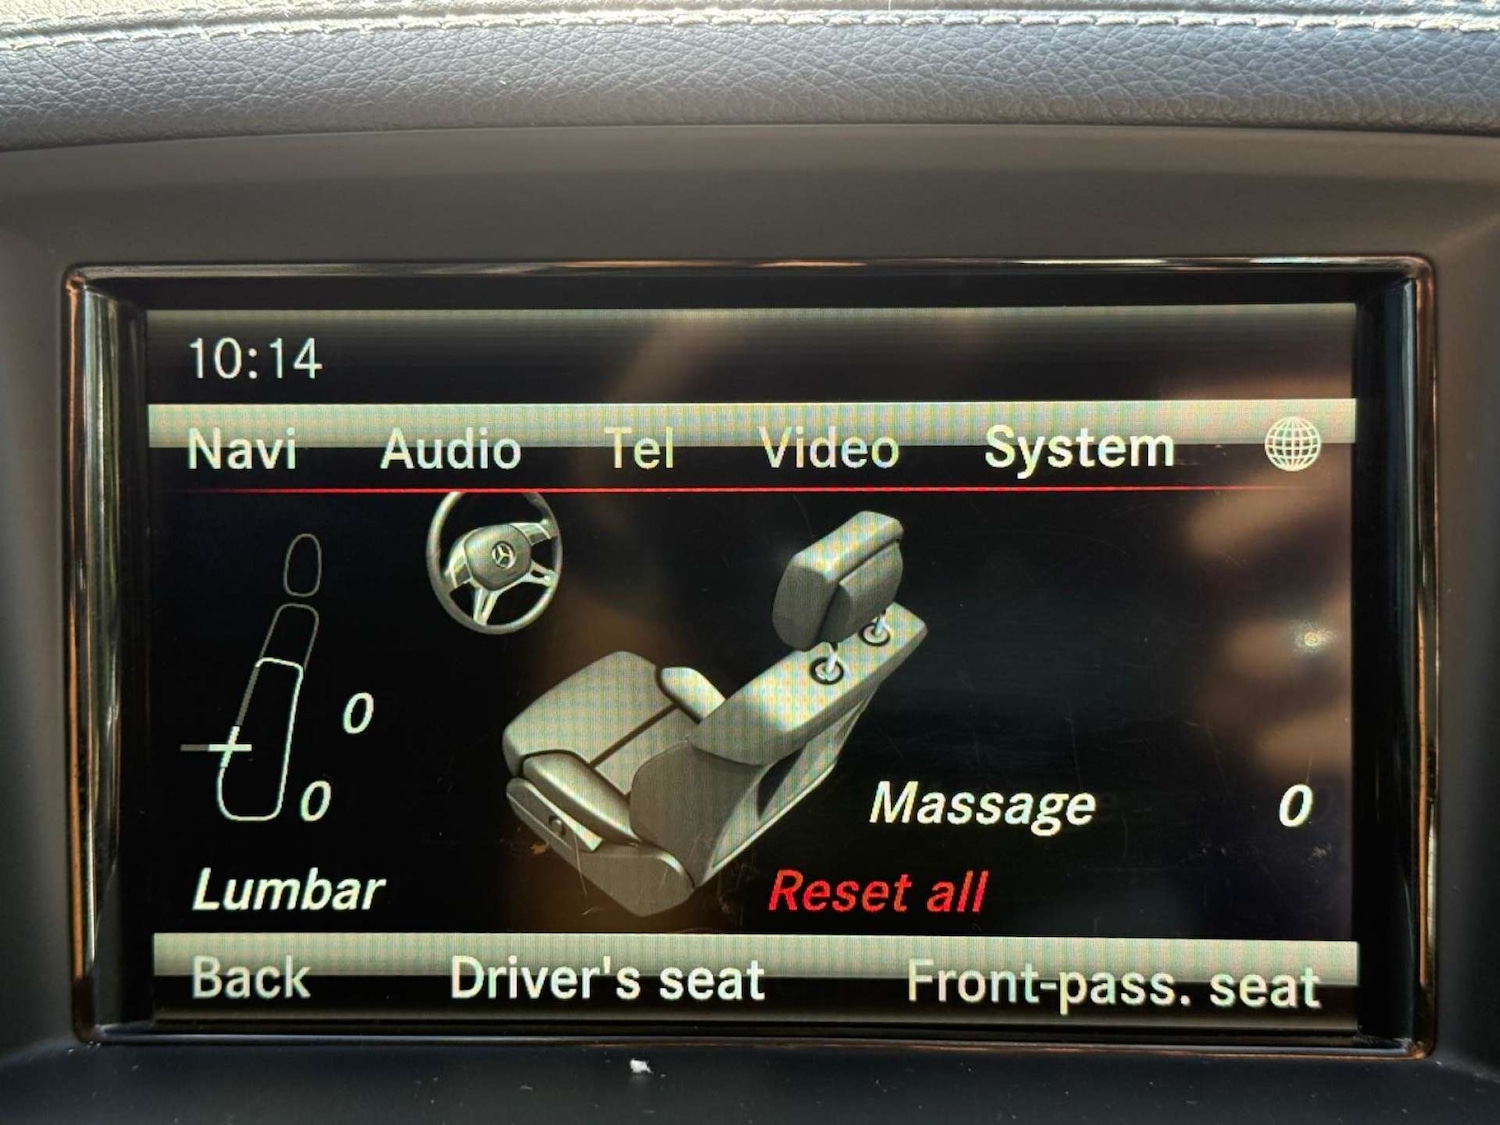 10:14
Navi Audio Tel Video System
0
0
Massage 0
Lumbar
Reset all
Back Driver's seat Front-pass. seat